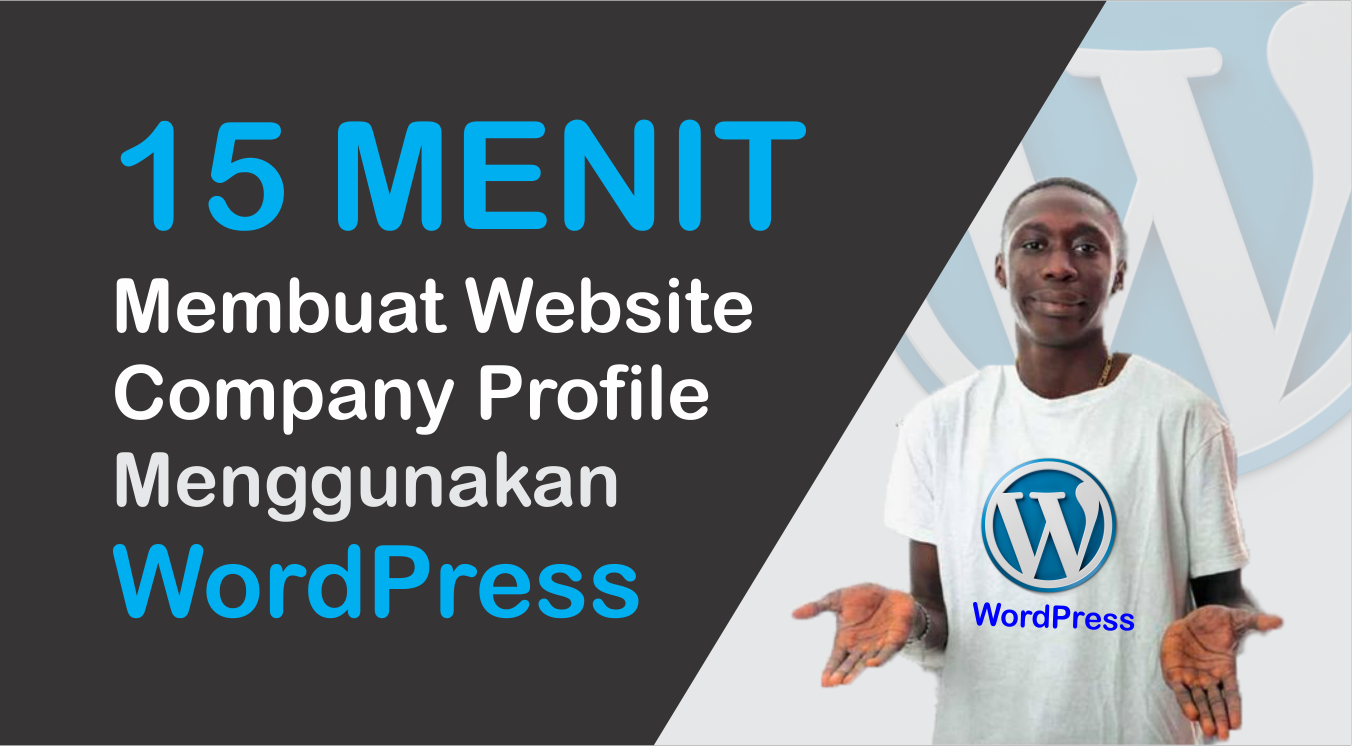 15 MENIT
Membuat Website
Company Profile
Menggunakan
WordPress
W
WordPress